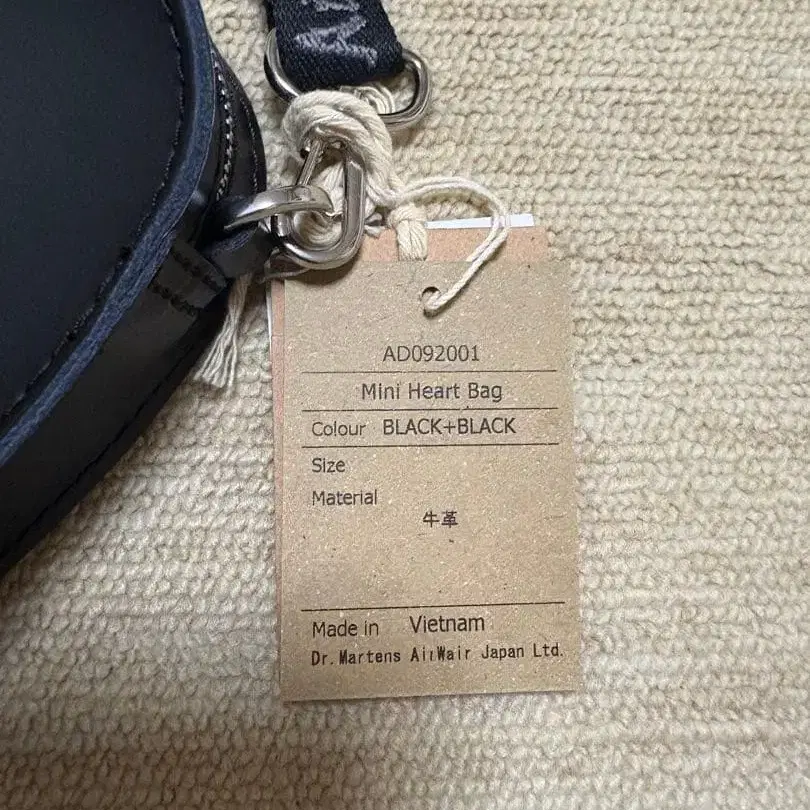 AD092001
Mini Heart Bag
Colour BLACK+BLACK
Size
Material
牛革
Made in Vietnam
Dr. Martens AirWair Japan Ltd.